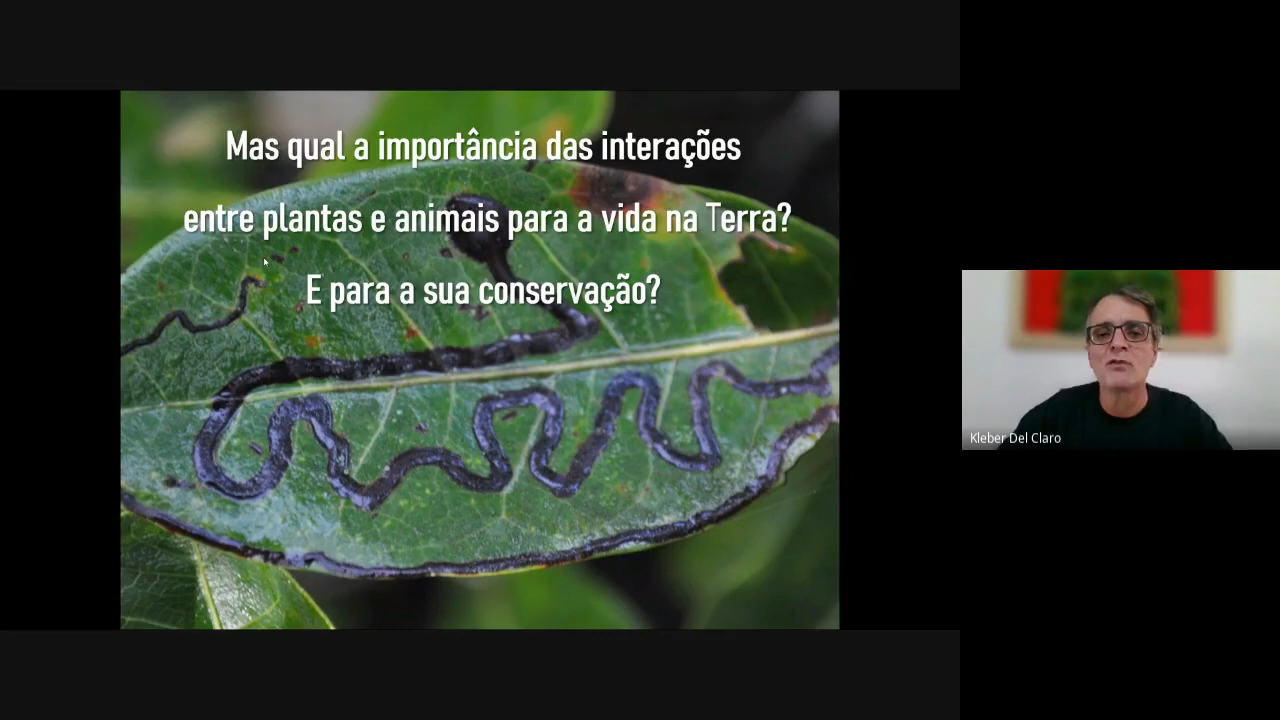 Mas qual a importância das interações
entre plantas e animais para a vida na Terra?
E para a sua conservação?
Kleber Del Claro